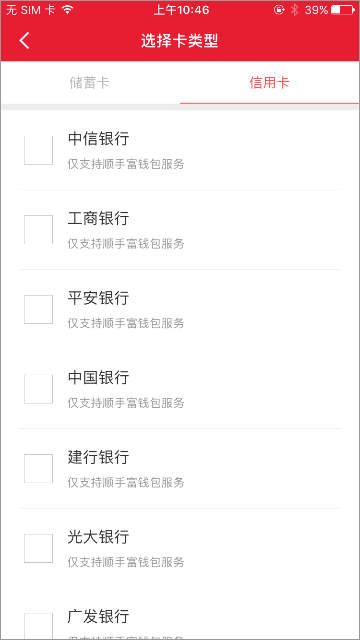 无 SIM 卡 上午10:46 39%
选择卡类型
储蓄卡 信用卡
中信银行
仅支持顺手富钱包服务
工商银行
仅支持顺手富钱包服务
平安银行
仅支持顺手富钱包服务
中国银行
仅支持顺手富钱包服务
建行银行
仅支持顺手富钱包服务
光大银行
仅支持顺手富钱包服务
广发银行